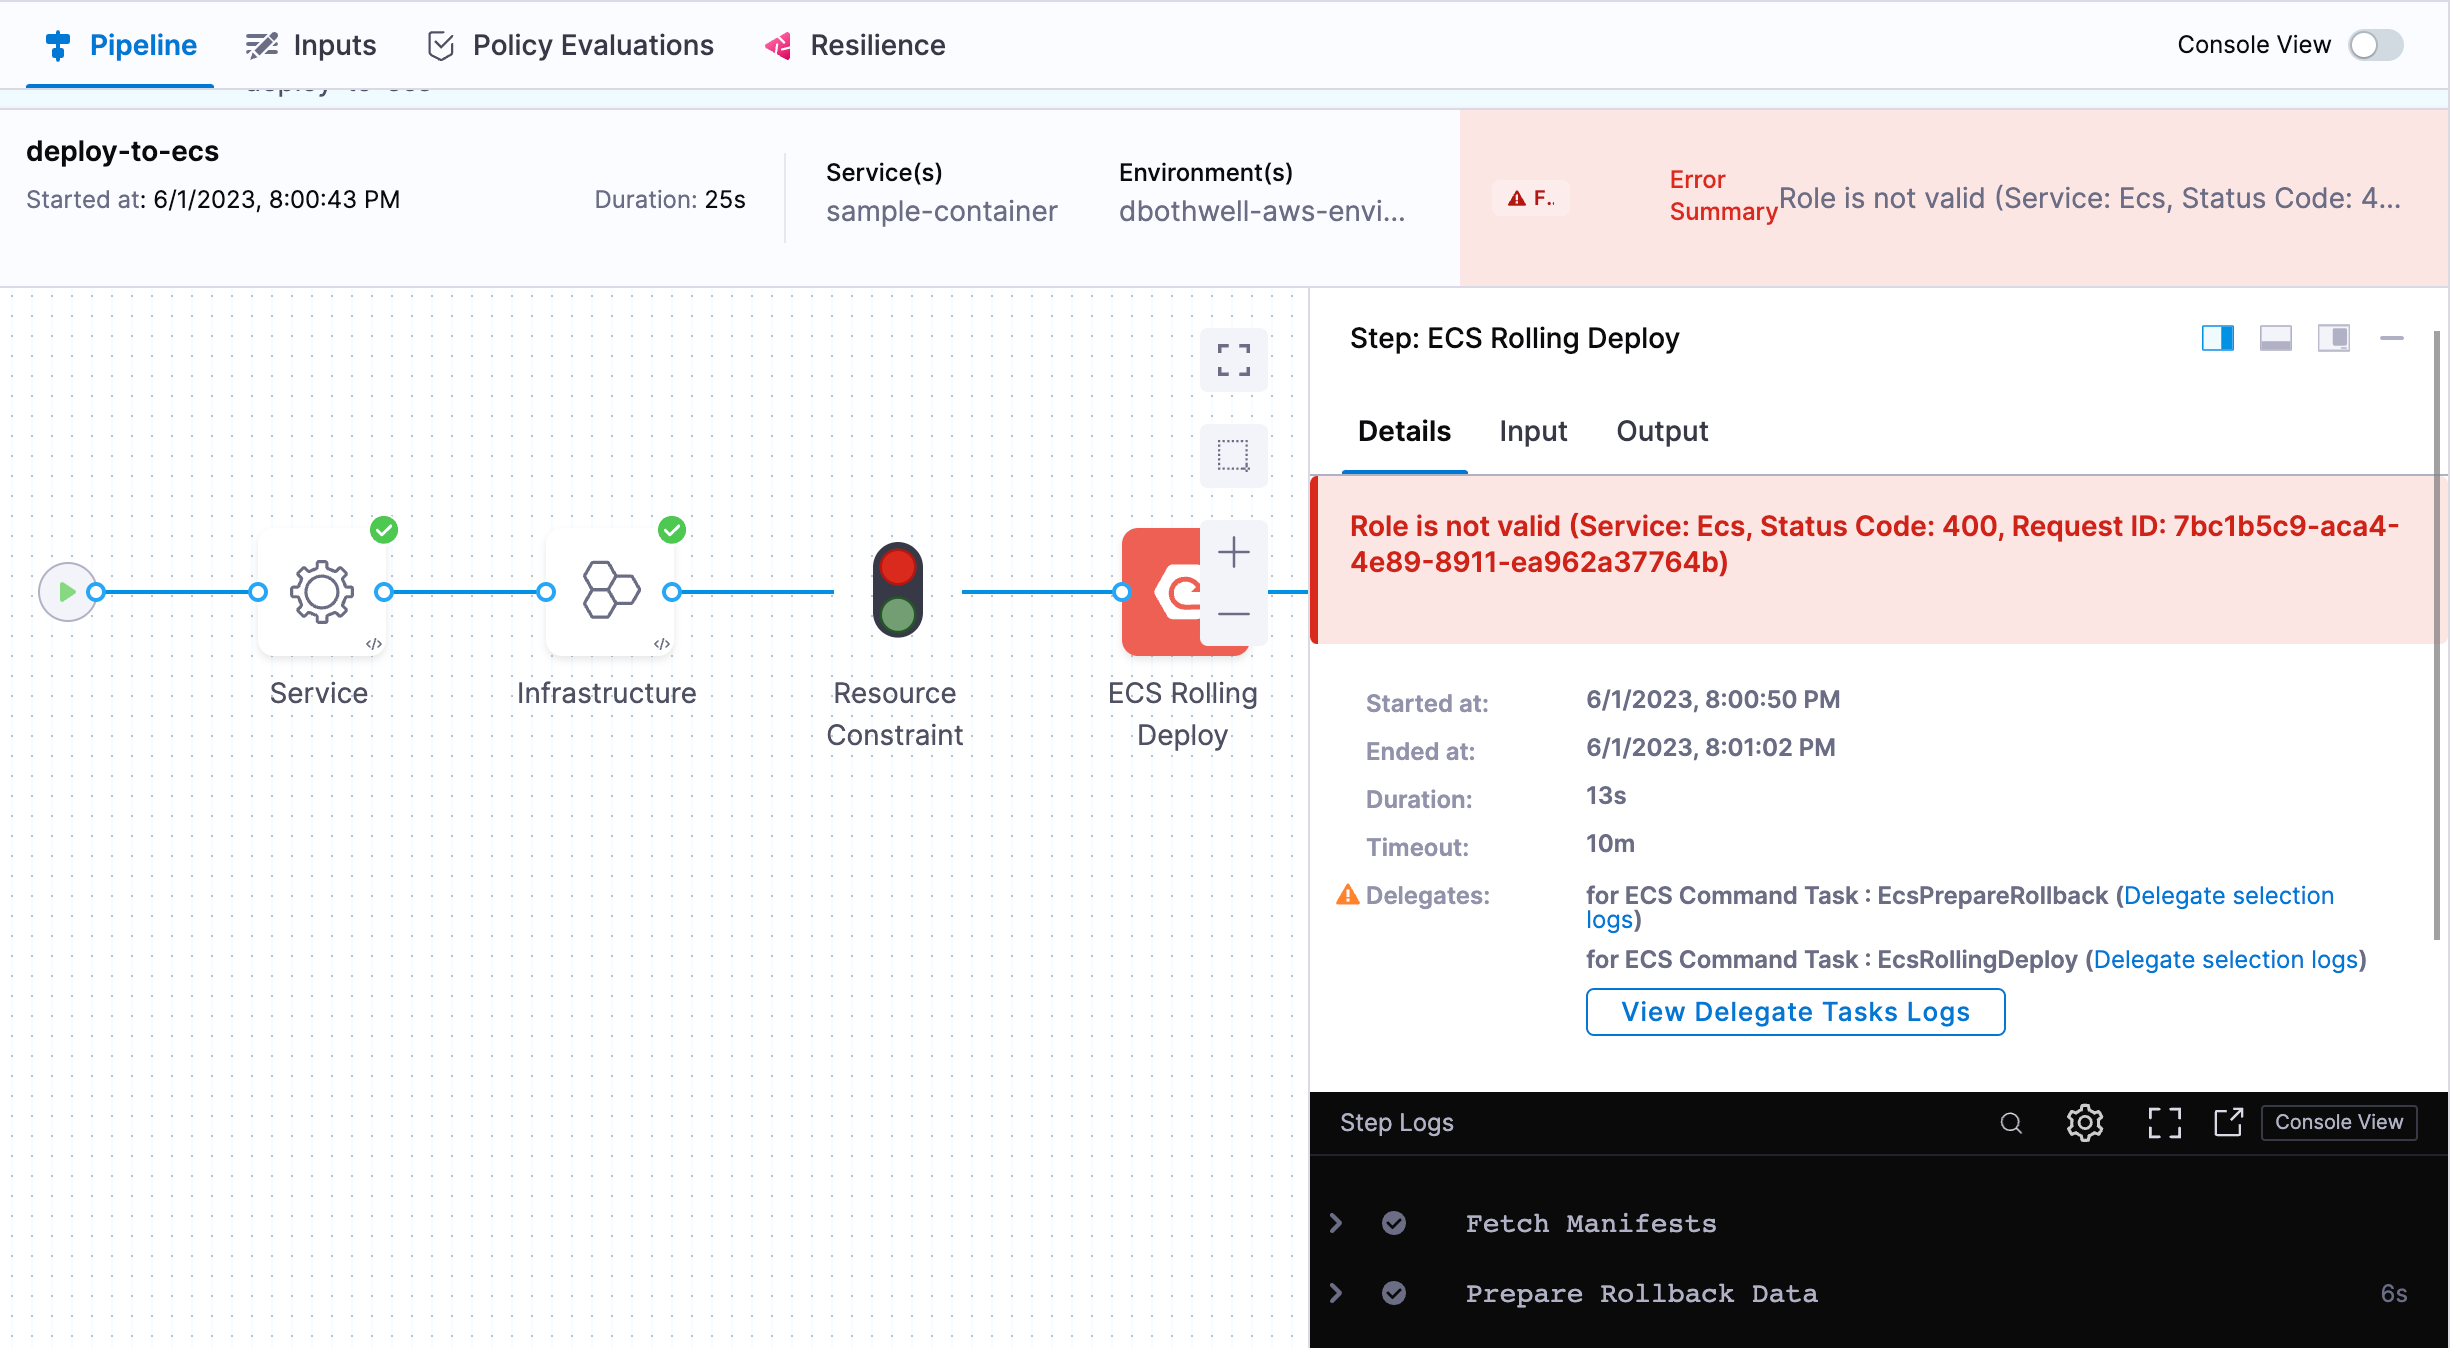 Pipeline
Inputs
Policy Evaluations
Resilience
Console View
deploy-to-ecs
deploy-to-ecs
Started at: 6/1/2023, 8:00:43 PM
Duration: 25s
Service(s)
sample-container
Environment(s)
dbothwell-aws-envi...
F..
Error
Summary
Role is not valid (Service: Ecs, Status Code: 4...
Service
Infrastructure
Resource
Constraint
ECS Rolling
Deploy
Step: ECS Rolling Deploy
Details
Input
Output
Role is not valid (Service: Ecs, Status Code: 400, Request ID: 7bc1b5c9-aca4-
4e89-8911-ea962a37764b)
Started at: 6/1/2023, 8:00:50 PM
Ended at: 6/1/2023, 8:01:02 PM
Duration: 13s
Timeout: 10m
Delegates: for ECS Command Task : EcsPrepareRollback (Delegate selection
logs)
for ECS Command Task : EcsRollingDeploy (Delegate selection logs)
View Delegate Tasks Logs
Step Logs
Console View
Fetch Manifests
Prepare Rollback Data 6s